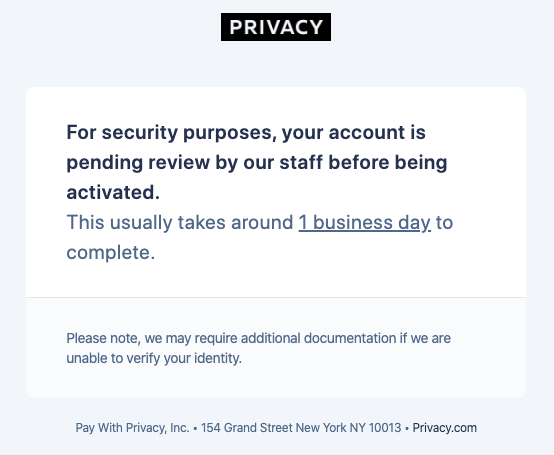 PRIVACY
For security purposes, your account is
pending review by our staff before being
activated.
This usually takes around 1 business day to
complete.
Please note, we may require additional documentation if we are
unable to verify your identity.
Pay With Privacy, Inc. • 154 Grand Street New York NY 10013 • Privacy.com